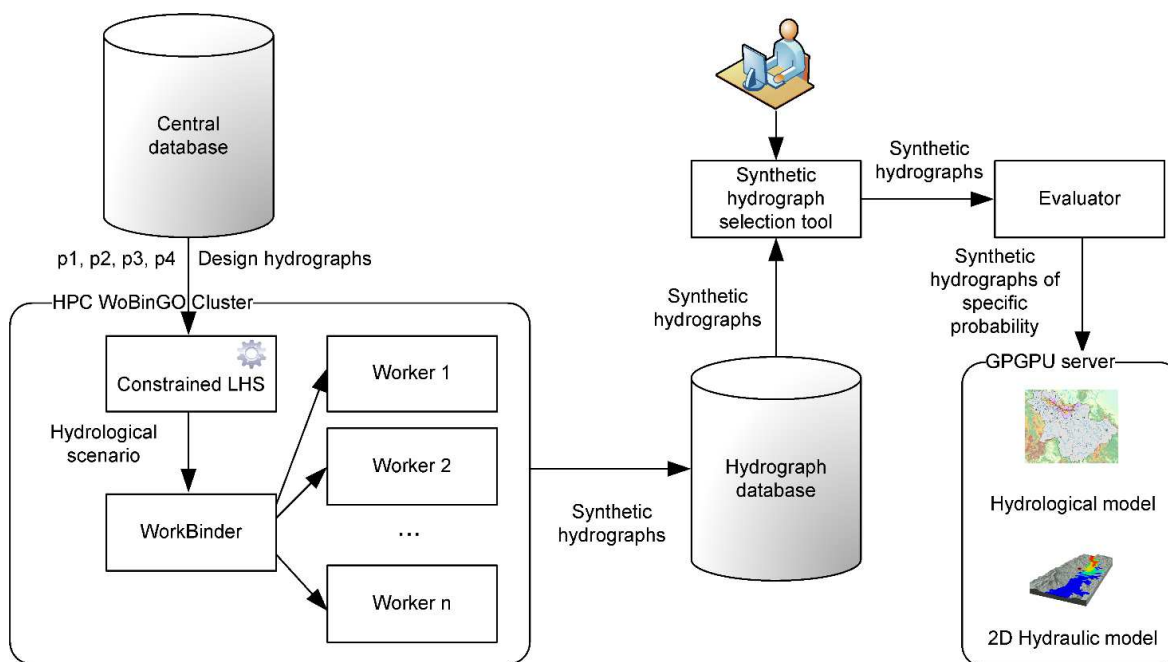 Central
database
p1, p2, p3, p4
Design hydrographs
HPC WoBinGO Cluster
Constrained LHS
Hydrological
scenario
WorkBinder
Worker 1
Worker 2
...
Worker n
Synthetic
hydrographs
Hydrograph
database
Synthetic
hydrographs
Synthetic
hydrograph
selection tool
Synthetic
hydrographs
Evaluator
Synthetic
hydrographs of
specific
probability
GPGPU server
Hydrological model
2D Hydraulic model